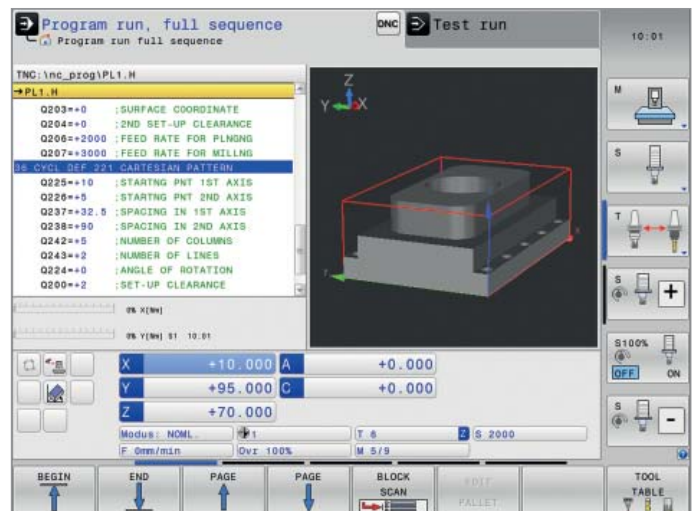 Program run, full sequence
Program run full sequence
DNC
Test run
10:01
TNC:\nc_prog\PL1.H
→PL1.H
Q203=+0 ;SURFACE COORDINATE
Q204=+0 ;2ND SET-UP CLEARANCE
Q206=+2000 ;FEED RATE FOR PLNGNG
Q207=+3000 ;FEED RATE FOR MILLNG
36 CYCL DEF 221 CARTESIAN PATTERN
Q225=+10 ;STARTNG PNT 1ST AXIS
Q226=+5 ;STARTNG PNT 2ND AXIS
Q237=+32.5 ;SPACING IN 1ST AXIS
Q238=+90 ;SPACING IN 2ND AXIS
Q242=+5 ;NUMBER OF COLUMNS
Q243=+2 ;NUMBER OF LINES
Q224=+0 ;ANGLE OF ROTATION
Q200=+2 ;SET-UP CLEARANCE
Z
Y X
0% X[Nm]
0% Y[Nm] S1 10:01
X +10.000 A +0.000
Y +95.000 C +0.000
Z +70.000
Modus: NOML. 1 T 6 Z S 2000
F 0mm/min Ovr 100% M 5/9
M
S
T
S +
S100%
OFF ON
S -
BEGIN
END
PAGE
PAGE
BLOCK
SCAN
EDIT
PALLET
TOOL
TABLE